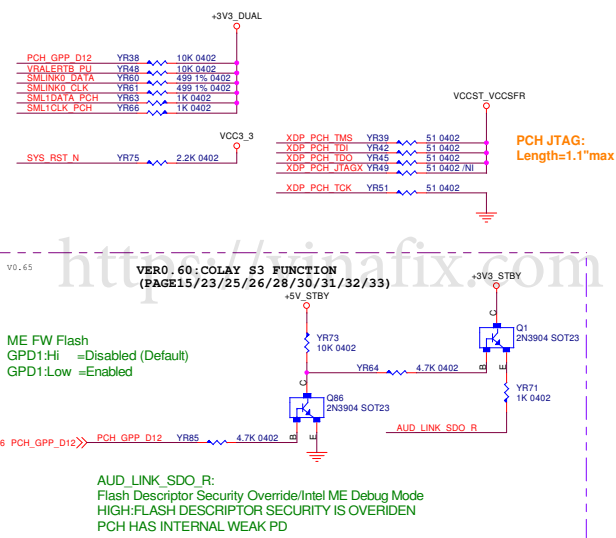 +3V3_DUAL
PCH_GPP_D12 YR38 10K 0402
VRALERTB_PU YR48 10K 0402
SMLINK0_DATA YR60 499 1% 0402
SMLINK0_CLK YR61 499 1% 0402
SML1DATA_PCH YR63 1K 0402
SML1CLK_PCH YR66 1K 0402
VCC3_3
SYS_RST_N YR75 2.2K 0402
VCCST_VCCSFR
XDP_PCH_TMS YR39 51 0402
XDP_PCH_TDI YR42 51 0402
XDP_PCH_TDO YR45 51 0402
XDP_PCH_JTAGX YR49 51 0402 /NI
XDP_PCH_TCK YR51 51 0402
PCH JTAG:
Length=1.1"max
https://vinafix.com
V0.65
VER0.60:COLAY S3 FUNCTION
(PAGE15/23/25/26/28/30/31/32/33)
+5V_STBY
+3V3_STBY
ME FW Flash
GPD1:Hi =Disabled (Default)
GPD1:Low =Enabled
YR73
10K 0402
YR64 4.7K 0402
C
Q1
2N3904 SOT23
B
E
YR71
1K 0402
AUD_LINK_SDO_R
C
Q86
2N3904 SOT23
B
E
6 PCH_GPP_D12 PCH_GPP_D12 YR85 4.7K 0402
AUD_LINK_SDO_R:
Flash Descriptor Security Override/Intel ME Debug Mode
HIGH:FLASH DESCRIPTOR SECURITY IS OVERIDEN
PCH HAS INTERNAL WEAK PD